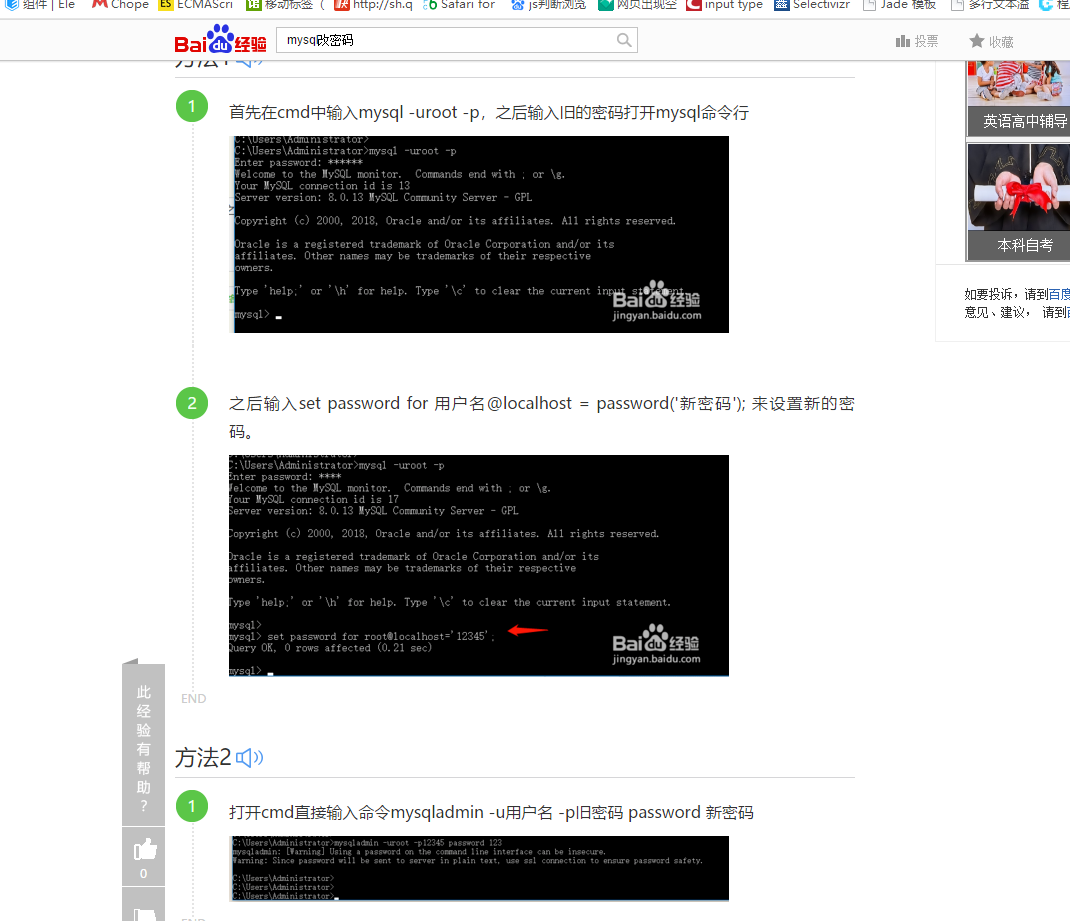 组件 | Ele
Chope
ECMAScri
移动标签 (
http://sh.q
Safari for
js判断浏览
网页出现空
input type
Selectivizr
Jade 模板
多行文本溢
Bai du 经验
mysq改密码
投票
收藏
方法1
1
首先在cmd中输入mysql -uroot -p，之后输入旧的密码打开mysql命令行
C:\Users\Administrator>
C:\Users\Administrator>mysql -uroot -p
Enter password: ******
Welcome to the MySQL monitor.  Commands end with ; or \g.
Your MySQL connection id is 13
Server version: 8.0.13 MySQL Community Server - GPL
Copyright (c) 2000, 2018, Oracle and/or its affiliates. All rights reserved.
Oracle is a registered trademark of Oracle Corporation and/or its
affiliates. Other names may be trademarks of their respective
owners.
Type 'help;' or '\h' for help. Type '\c' to clear the current input statement.
mysql>
Bai du 经验
jingyan.baidu.com
英语高中辅导
本科自考
如要投诉，请到百度
意见、建议， 请到百
2
之后输入set password for 用户名@localhost = password('新密码'); 来设置新的密
码。
C:\Users\Administrator>mysql -uroot -p
Enter password: ****
Welcome to the MySQL monitor.  Commands end with ; or \g.
Your MySQL connection id is 17
Server version: 8.0.13 MySQL Community Server - GPL
Copyright (c) 2000, 2018, Oracle and/or its affiliates. All rights reserved.
Oracle is a registered trademark of Oracle Corporation and/or its
affiliates. Other names may be trademarks of their respective
owners.
Type 'help;' or '\h' for help. Type '\c' to clear the current input statement.
mysql>
mysql> set password for root@localhost='12345';
Query OK, 0 rows affected (0.21 sec)
mysql>
Bai du 经验
jingyan.baidu.com
END
此经验有帮助?
0
方法2
1
打开cmd直接输入命令mysqladmin -u用户名 -p旧密码 password 新密码
C:\Users\Administrator>mysqladmin -uroot -p12345 password 123
mysqladmin: [Warning] Using a password on the command line interface can be insecure.
Warning: Since password will be sent to server in plain text, use ssl connection to ensure password safety.
C:\Users\Administrator>
C:\Users\Administrator>
C:\Users\Administrator>